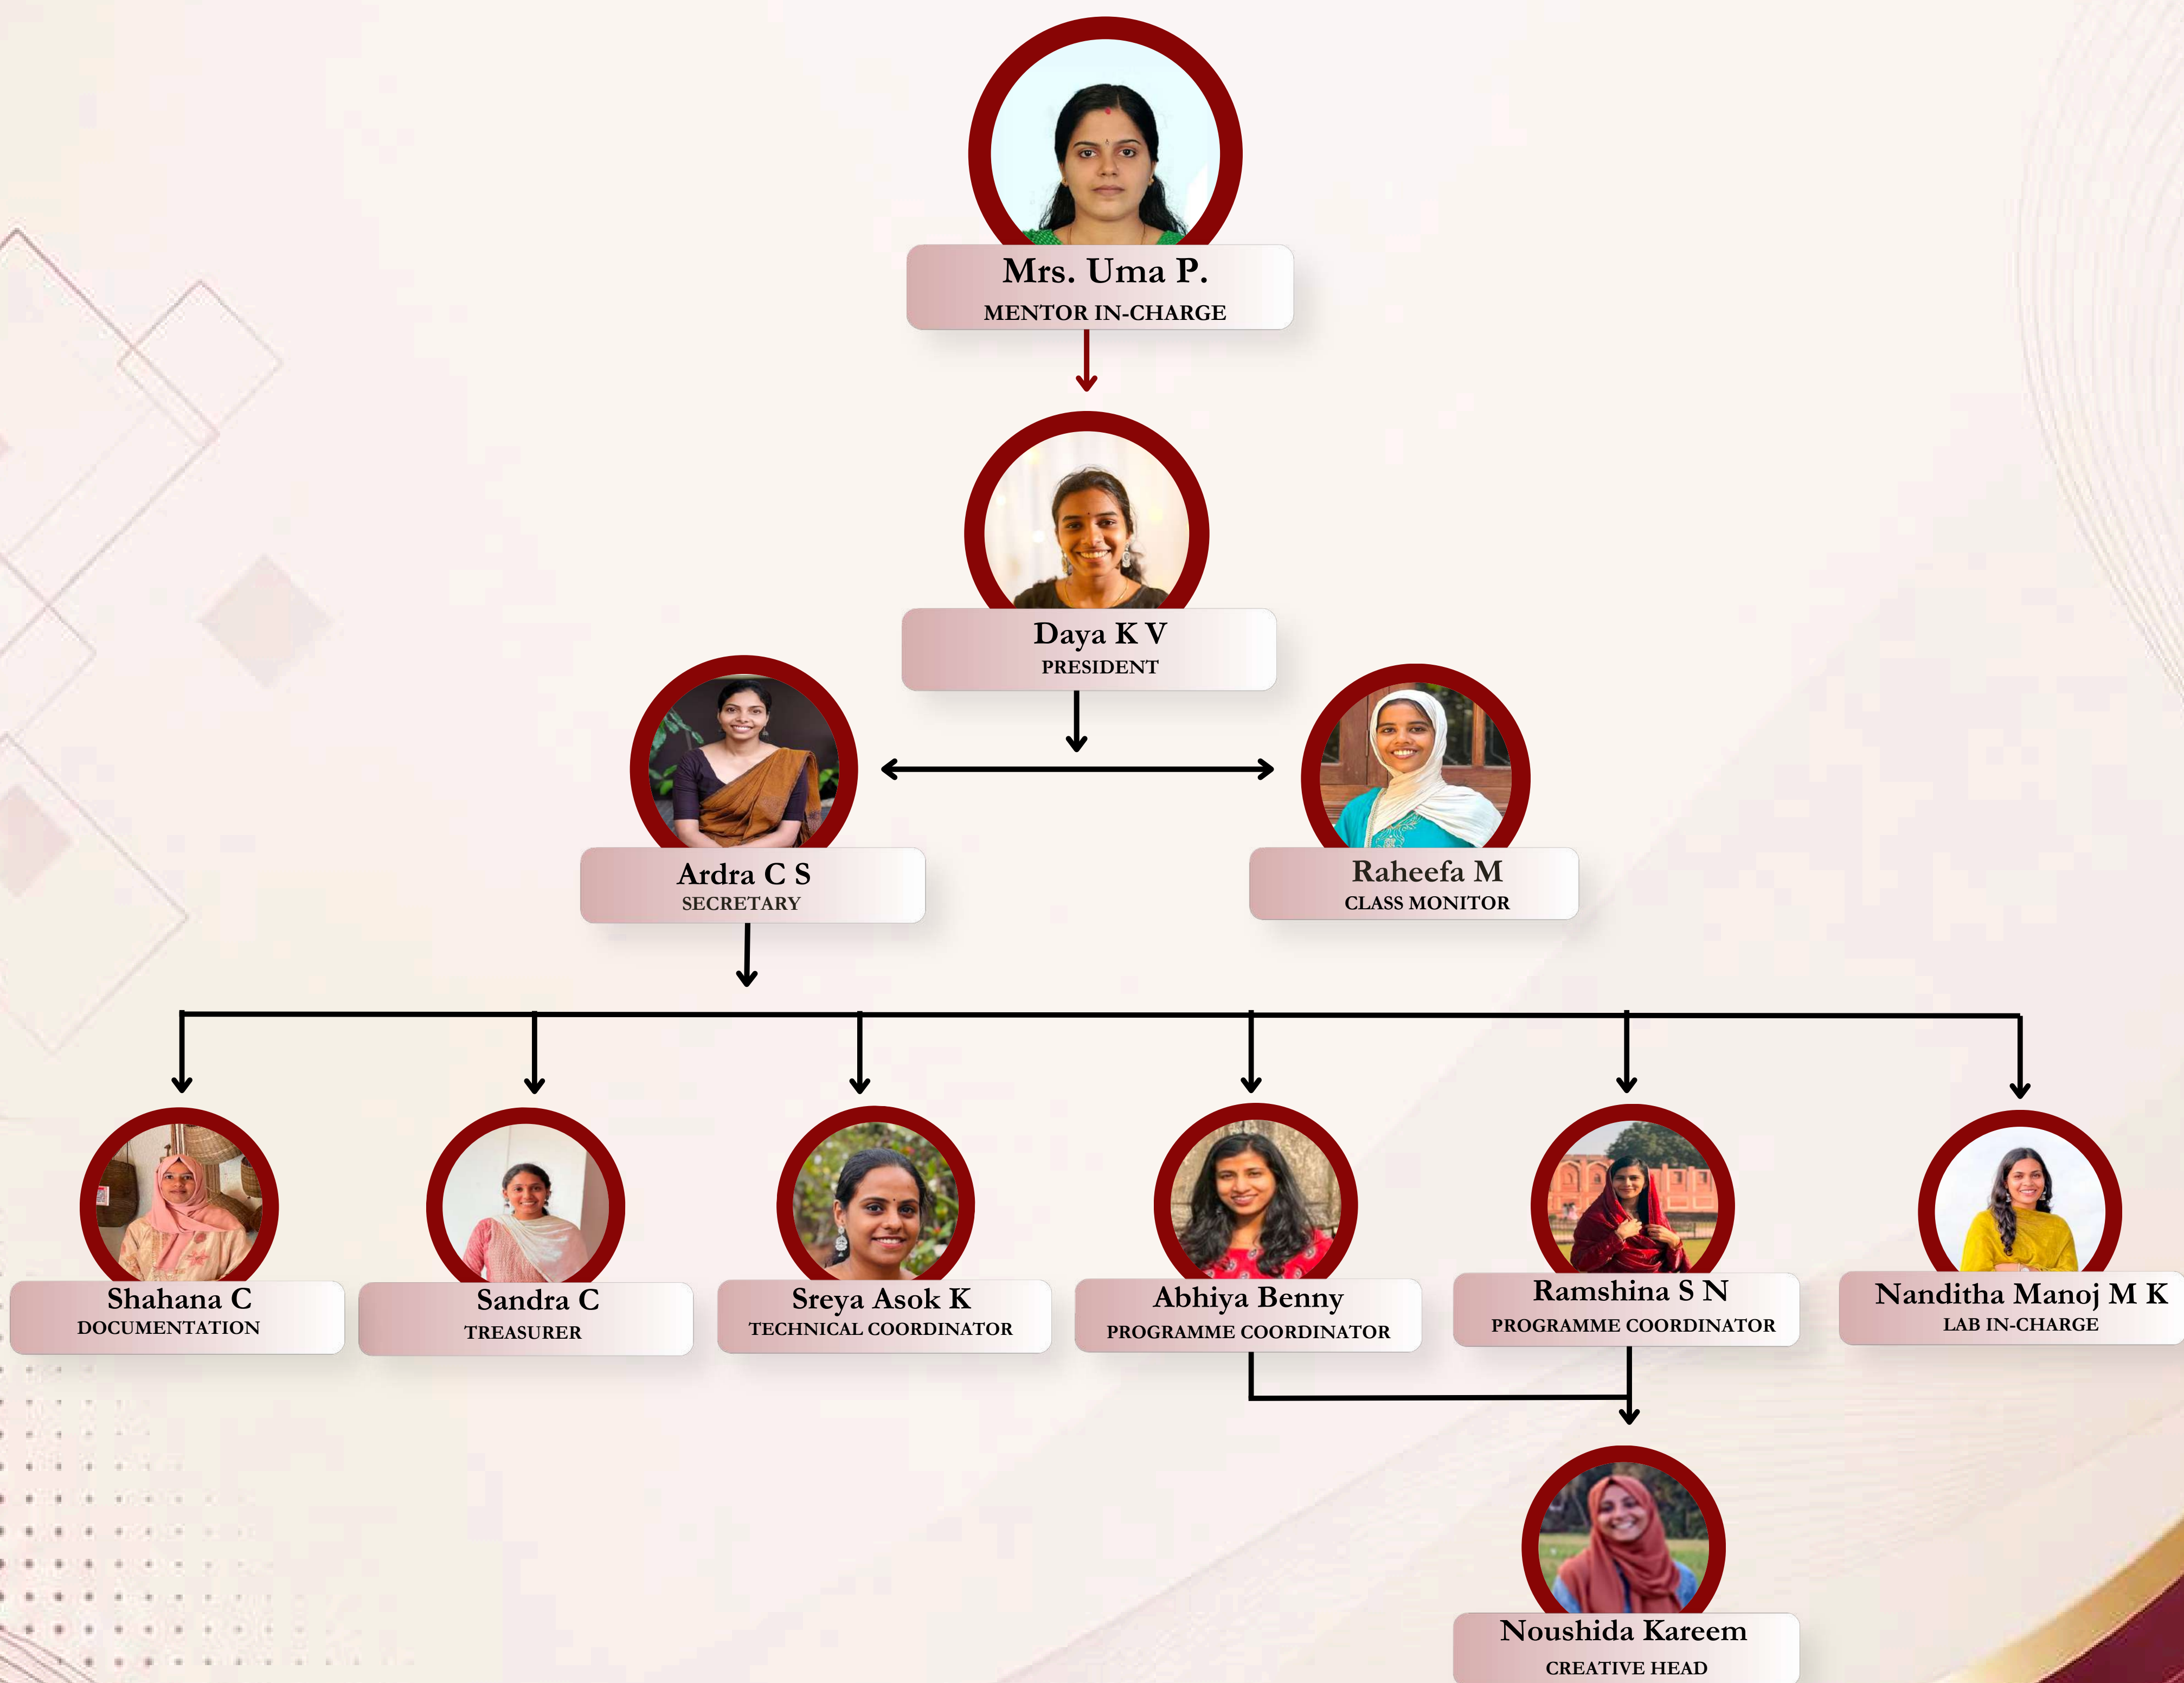 Mrs. Uma P.
MENTOR IN-CHARGE
Daya K V
PRESIDENT
Ardra C S
SECRETARY
Raheefa M
CLASS MONITOR
Shahana C
DOCUMENTATION
Sandra C
TREASURER
Sreya Asok K
TECHNICAL COORDINATOR
Abhiya Benny
PROGRAMME COORDINATOR
Ramshina S N
PROGRAMME COORDINATOR
Nanditha Manoj M K
LAB IN-CHARGE
Noushida Kareem
CREATIVE HEAD